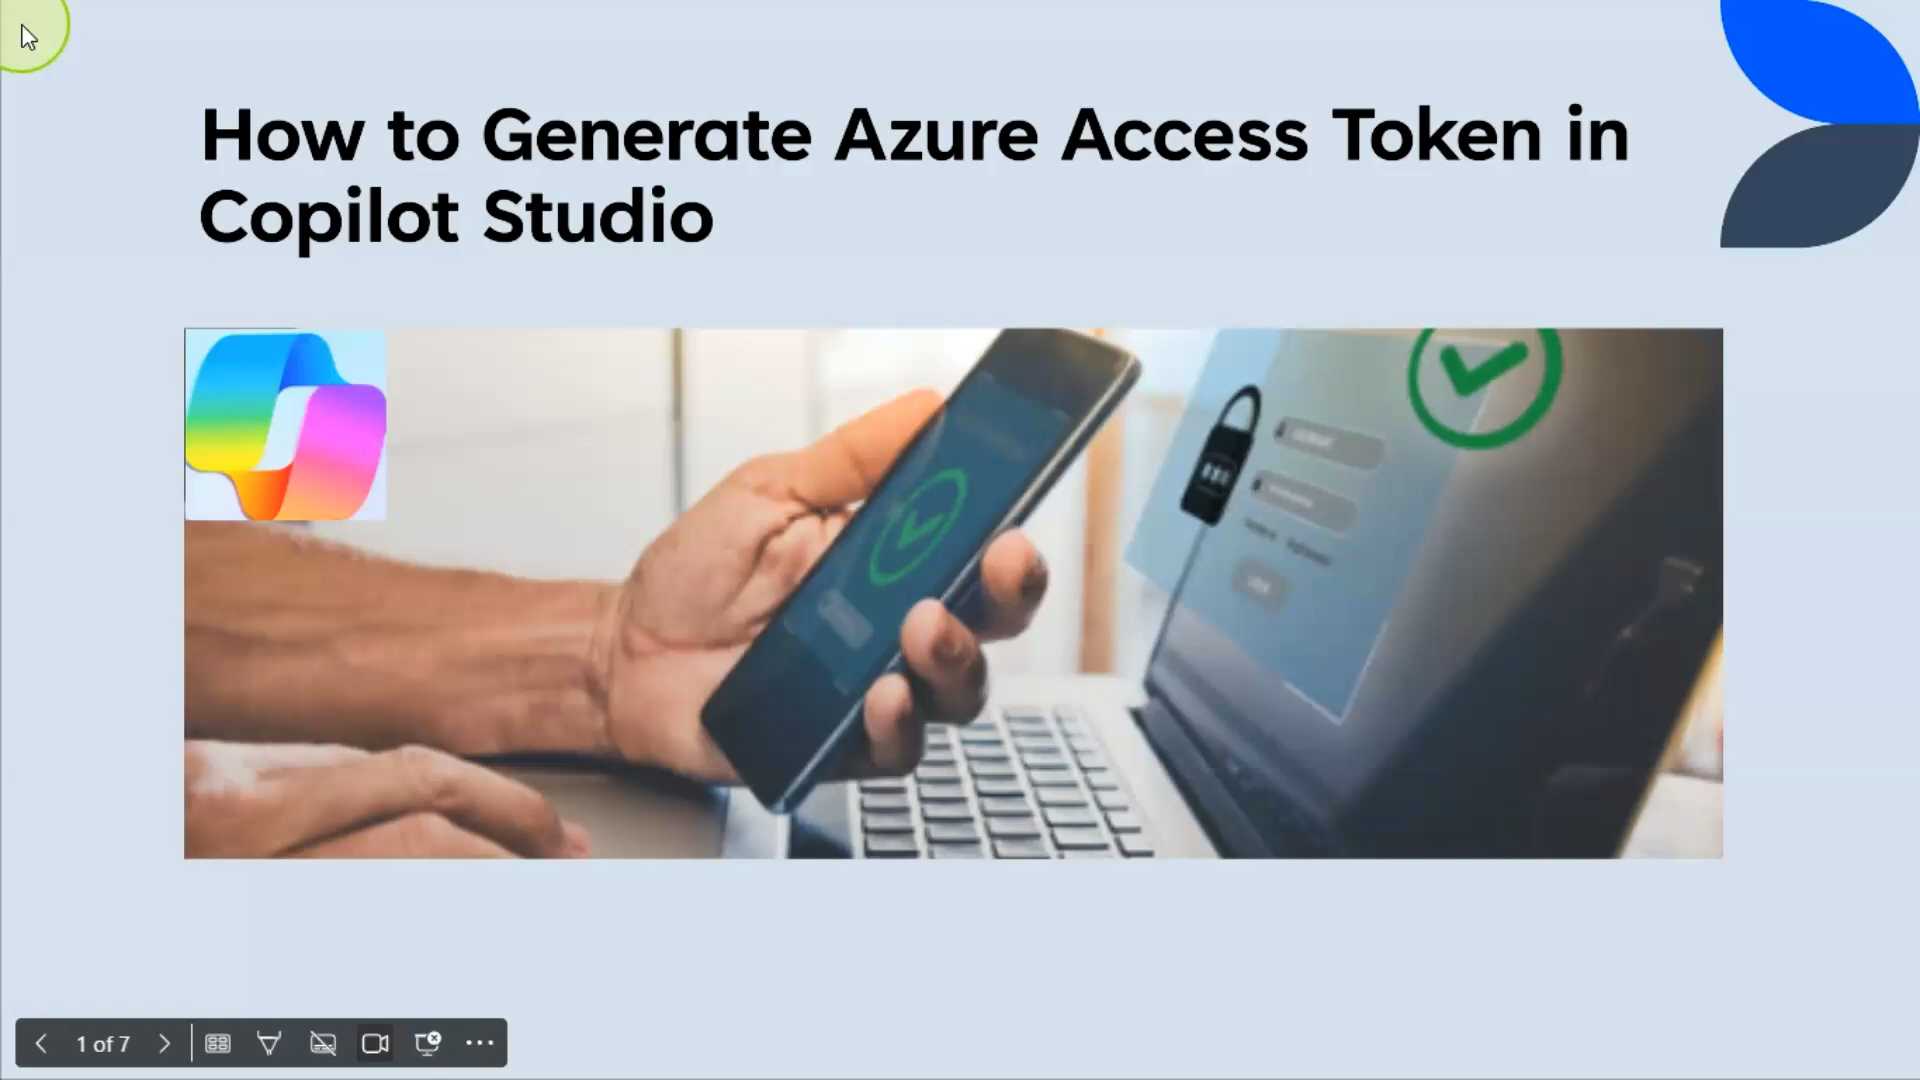 How to Generate Azure Access Token in
Copilot Studio
1 of 7